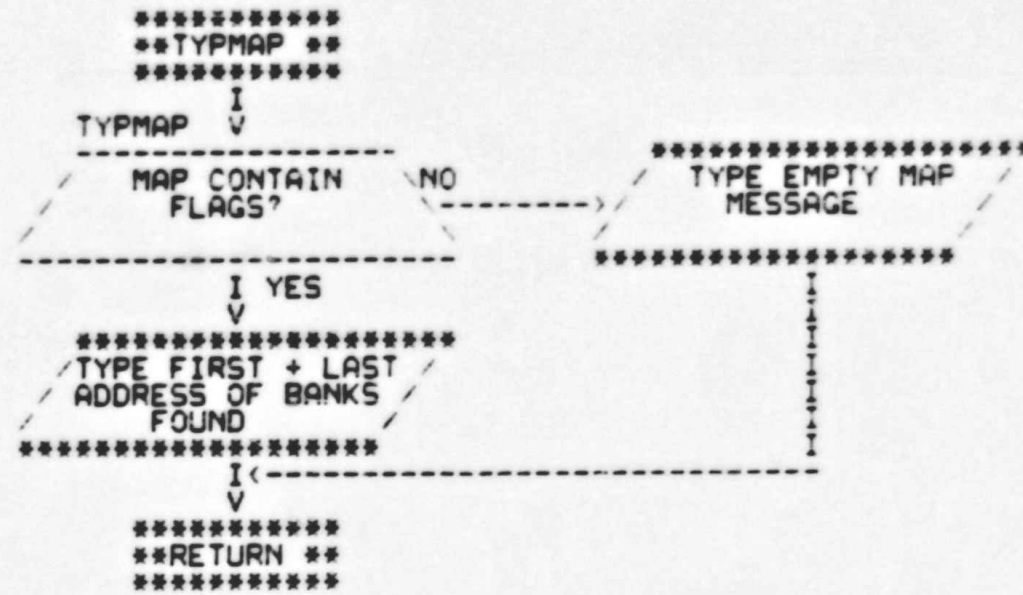 **TYPMAP **
TYPMAP
MAP CONTAIN
FLAGS?
NO
TYPE EMPTY MAP
MESSAGE
YES
TYPE FIRST + LAST
ADDRESS OF BANKS
FOUND
**RETURN **